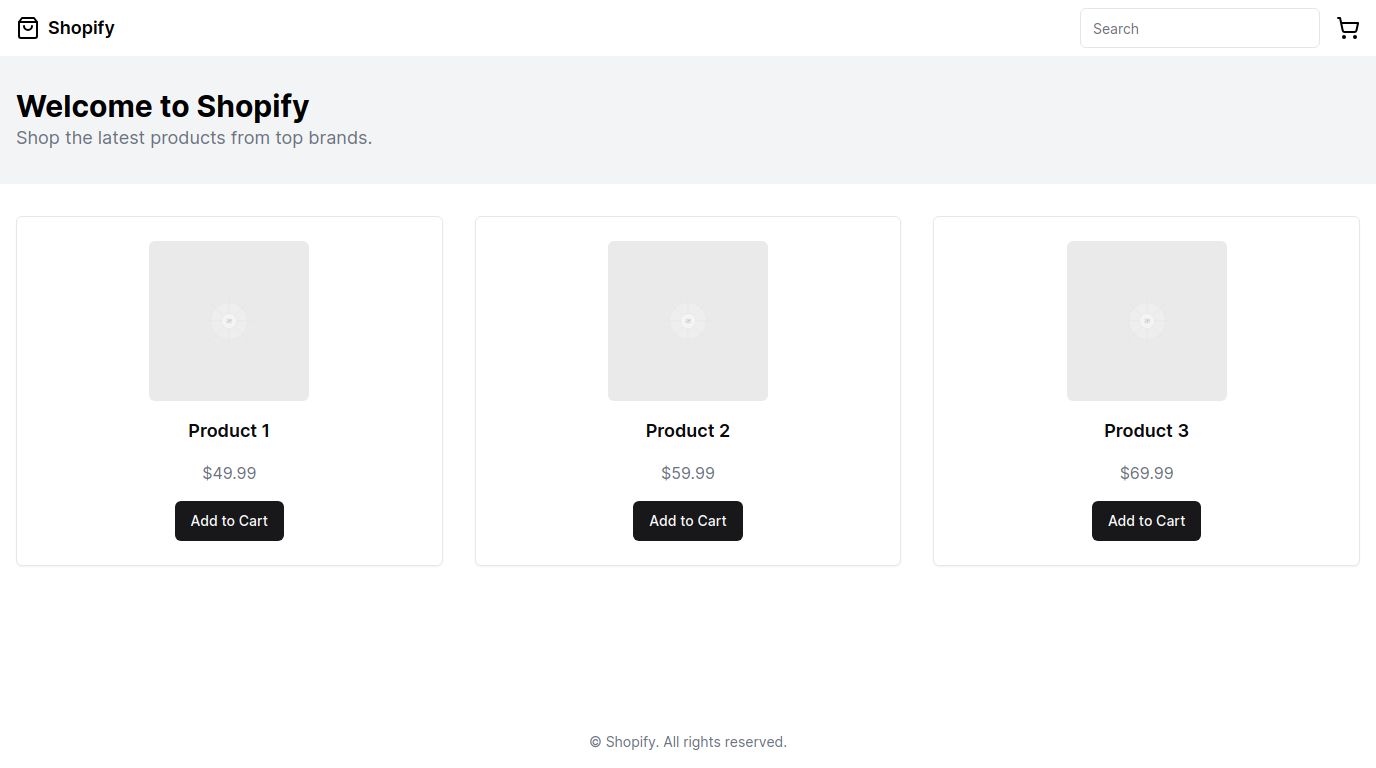 Shopify
Search
Welcome to Shopify
Shop the latest products from top brands.
Product 1
$49.99
Add to Cart
Product 2
$59.99
Add to Cart
Product 3
$69.99
Add to Cart
© Shopify. All rights reserved.